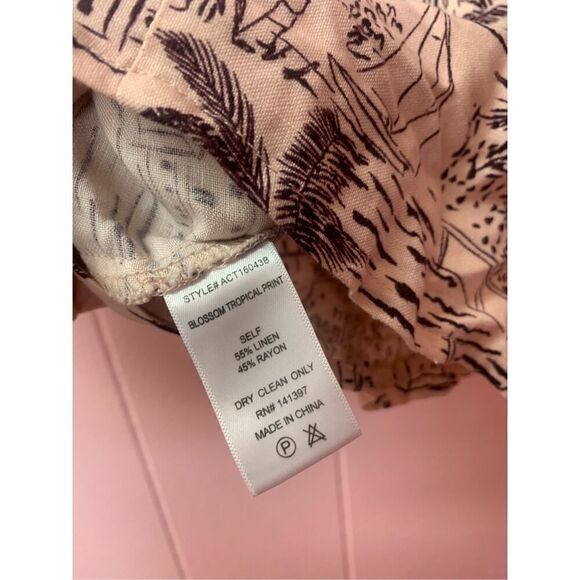 STYLE# ACT16043B
BLOSSOM TROPICAL PRINT
SELF
55% LINEN
45% RAYON
DRY CLEAN ONLY
RN# 141397
MADE IN CHINA
P